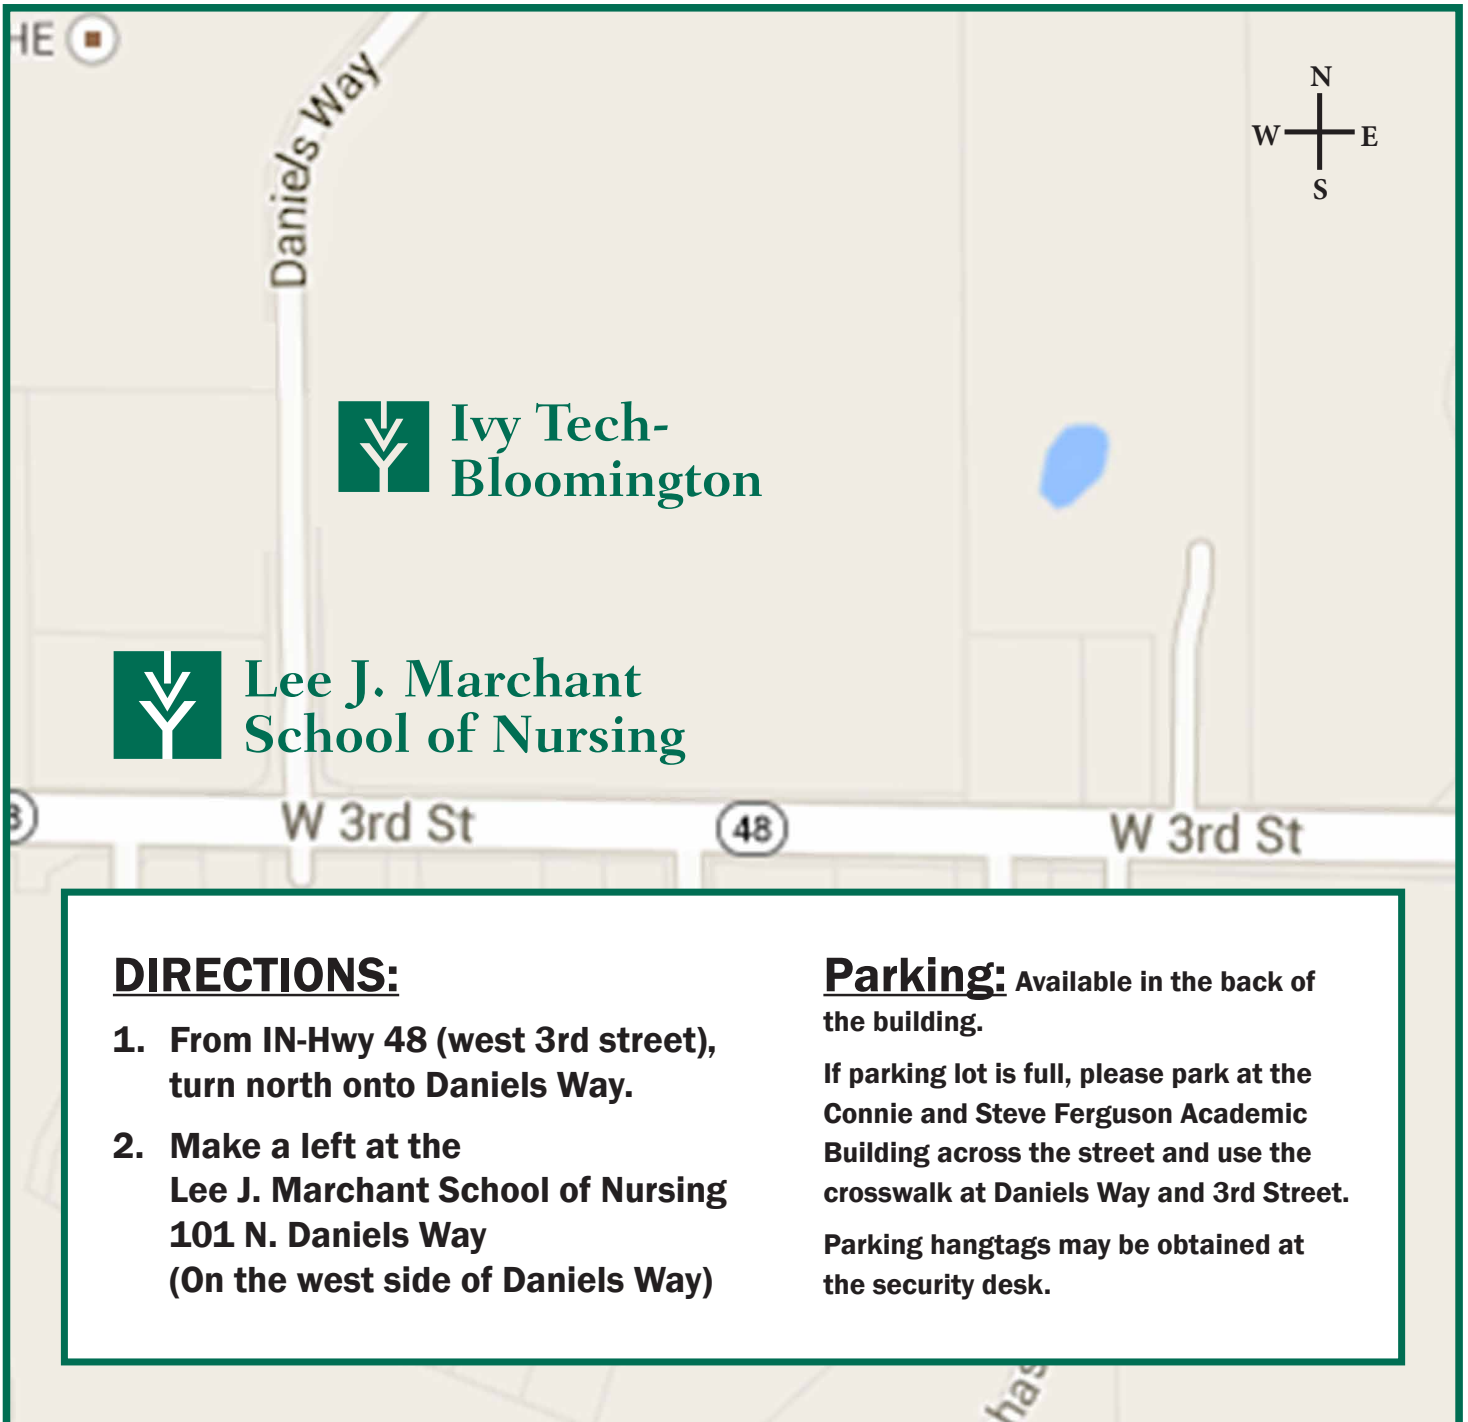 HE
Daniels Way
N
W E
S
Ivy Tech-
Bloomington
Lee J. Marchant
School of Nursing
W 3rd St
48
W 3rd St
DIRECTIONS:
1. From IN-Hwy 48 (west 3rd street),
turn north onto Daniels Way.
2. Make a left at the
Lee J. Marchant School of Nursing
101 N. Daniels Way
(On the west side of Daniels Way)
Parking: Available in the back of
the building.
If parking lot is full, please park at the
Connie and Steve Ferguson Academic
Building across the street and use the
crosswalk at Daniels Way and 3rd Street.
Parking hangtags may be obtained at
the security desk.
has